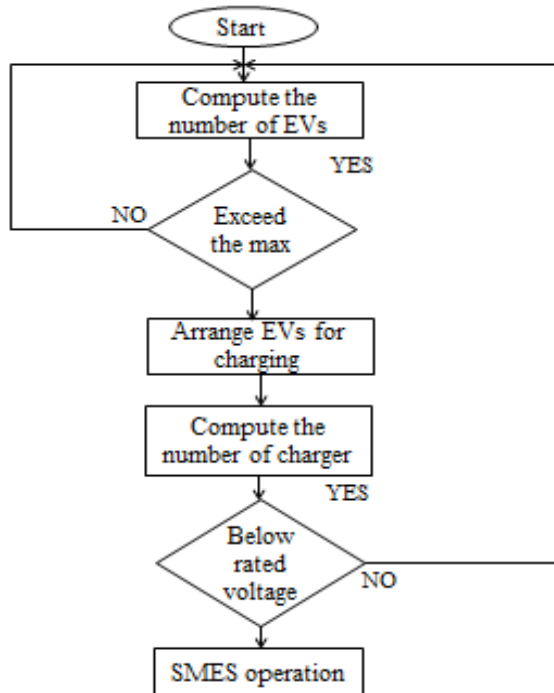 Start
Compute the
number of EVs
YES
NO
Exceed
the max
Arrange EVs for
charging
Compute the
number of charger
YES
Below
rated
voltage
NO
SMES operation